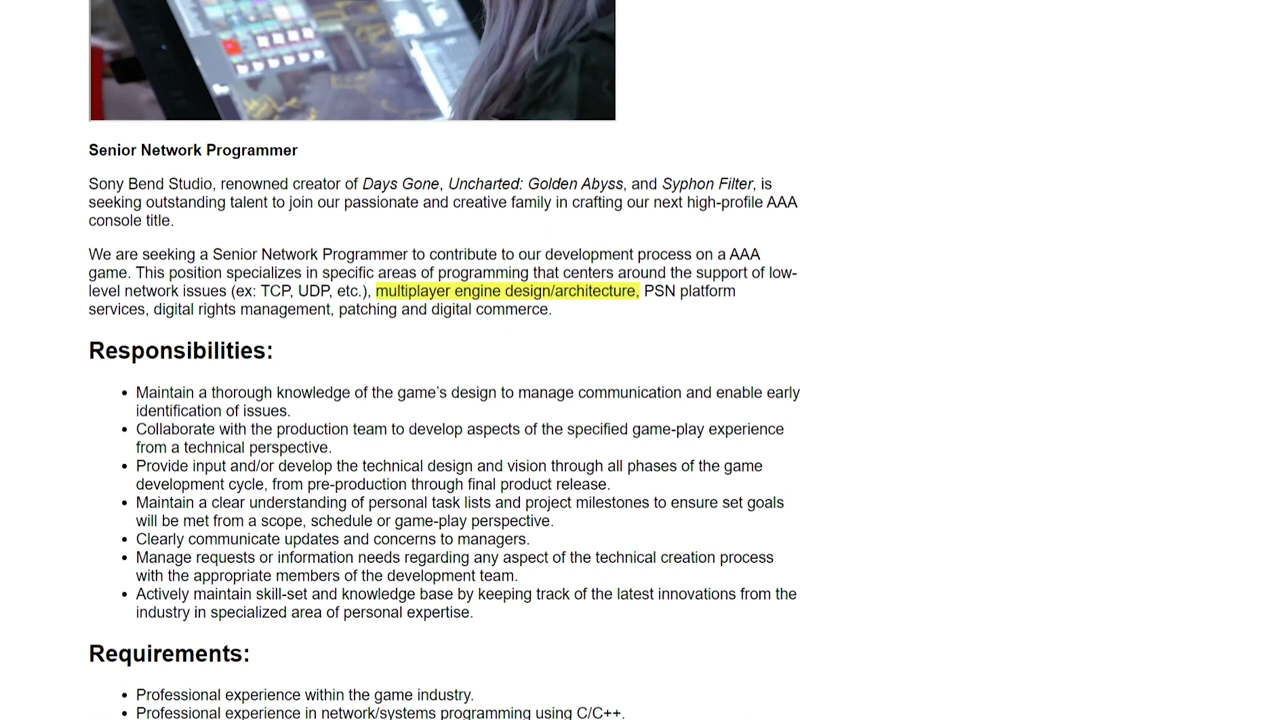 Senior Network Programmer
Sony Bend Studio, renowned creator of Days Gone, Uncharted: Golden Abyss, and Syphon Filter, is
seeking outstanding talent to join our passionate and creative family in crafting our next high-profile AAA
console title.
We are seeking a Senior Network Programmer to contribute to our development process on a AAA
game. This position specializes in specific areas of programming that centers around the support of low-
level network issues (ex: TCP, UDP, etc.), multiplayer engine design/architecture, PSN platform
services, digital rights management, patching and digital commerce.
Responsibilities:
• Maintain a thorough knowledge of the game’s design to manage communication and enable early
identification of issues.
• Collaborate with the production team to develop aspects of the specified game-play experience
from a technical perspective.
• Provide input and/or develop the technical design and vision through all phases of the game
development cycle, from pre-production through final product release.
• Maintain a clear understanding of personal task lists and project milestones to ensure set goals
will be met from a scope, schedule or game-play perspective.
• Clearly communicate updates and concerns to managers.
• Manage requests or information needs regarding any aspect of the technical creation process
with the appropriate members of the development team.
• Actively maintain skill-set and knowledge base by keeping track of the latest innovations from the
industry in specialized area of personal expertise.
Requirements:
• Professional experience within the game industry.
• Professional experience in network/systems programming using C/C++.